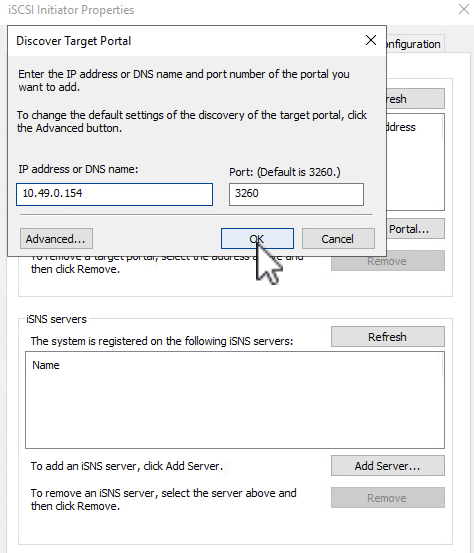 iSCSI Initiator Properties
Discover Target Portal
Configuration
Enter the IP address or DNS name and port number of the portal you
want to add.
resh
To change the default settings of the discovery of the target portal, click
the Advanced button.
address
IP address or DNS name:
Port: (Default is 3260.)
10.49.0.154
3260
Advanced...
OK
Cancel
Portal...
To remove a target portal, select the address above and
then click Remove.
Remove
iSNS servers
The system is registered on the following iSNS servers:
Refresh
Name
To add an iSNS server, click Add Server.
Add Server...
To remove an iSNS server, select the server above and
then click Remove.
Remove